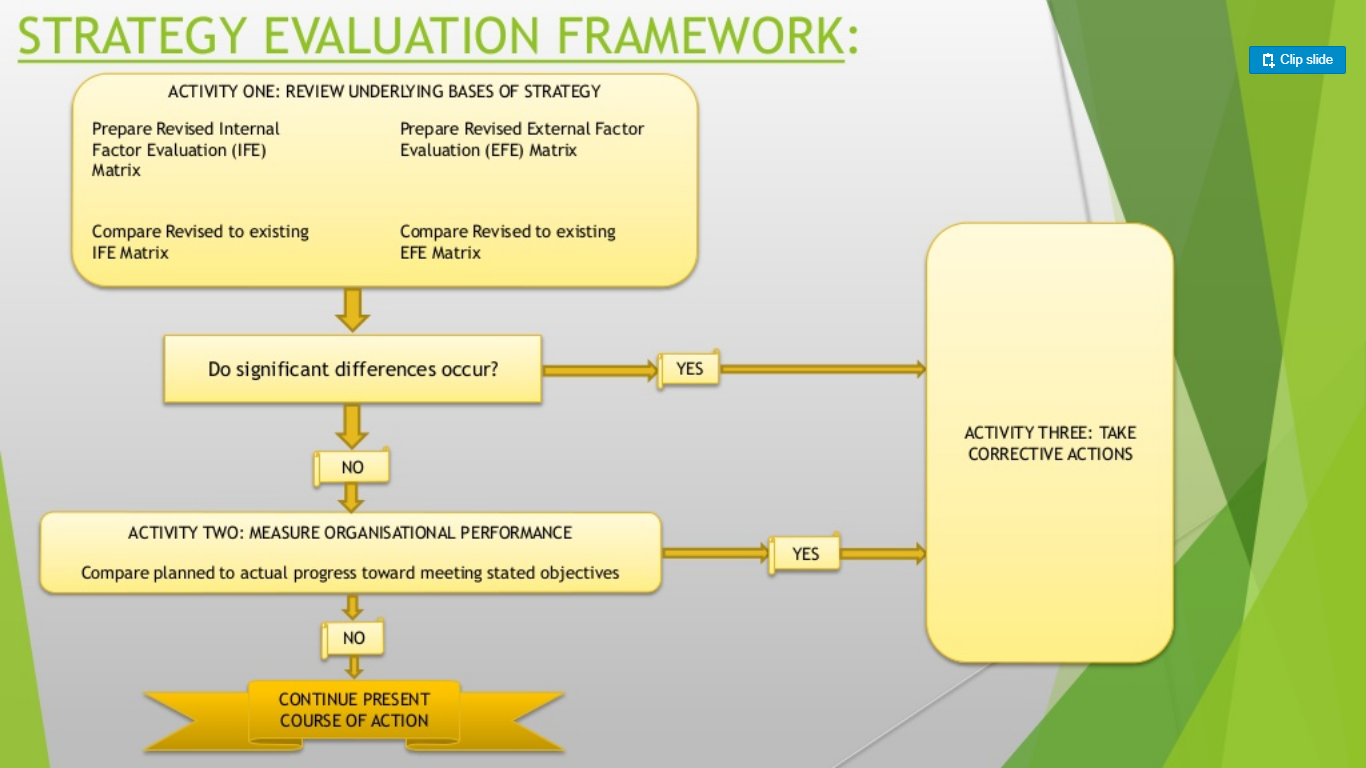 STRATEGY EVALUATION FRAMEWORK:
Clip slide
ACTIVITY ONE: REVIEW UNDERLYING BASES OF STRATEGY
Prepare Revised Internal
Factor Evaluation (IFE)
Matrix
Prepare Revised External Factor
Evaluation (EFE) Matrix
Compare Revised to existing
IFE Matrix
Compare Revised to existing
EFE Matrix
Do significant differences occur?
YES
NO
ACTIVITY THREE: TAKE
CORRECTIVE ACTIONS
ACTIVITY TWO: MEASURE ORGANISATIONAL PERFORMANCE
Compare planned to actual progress toward meeting stated objectives
YES
NO
CONTINUE PRESENT
COURSE OF ACTION